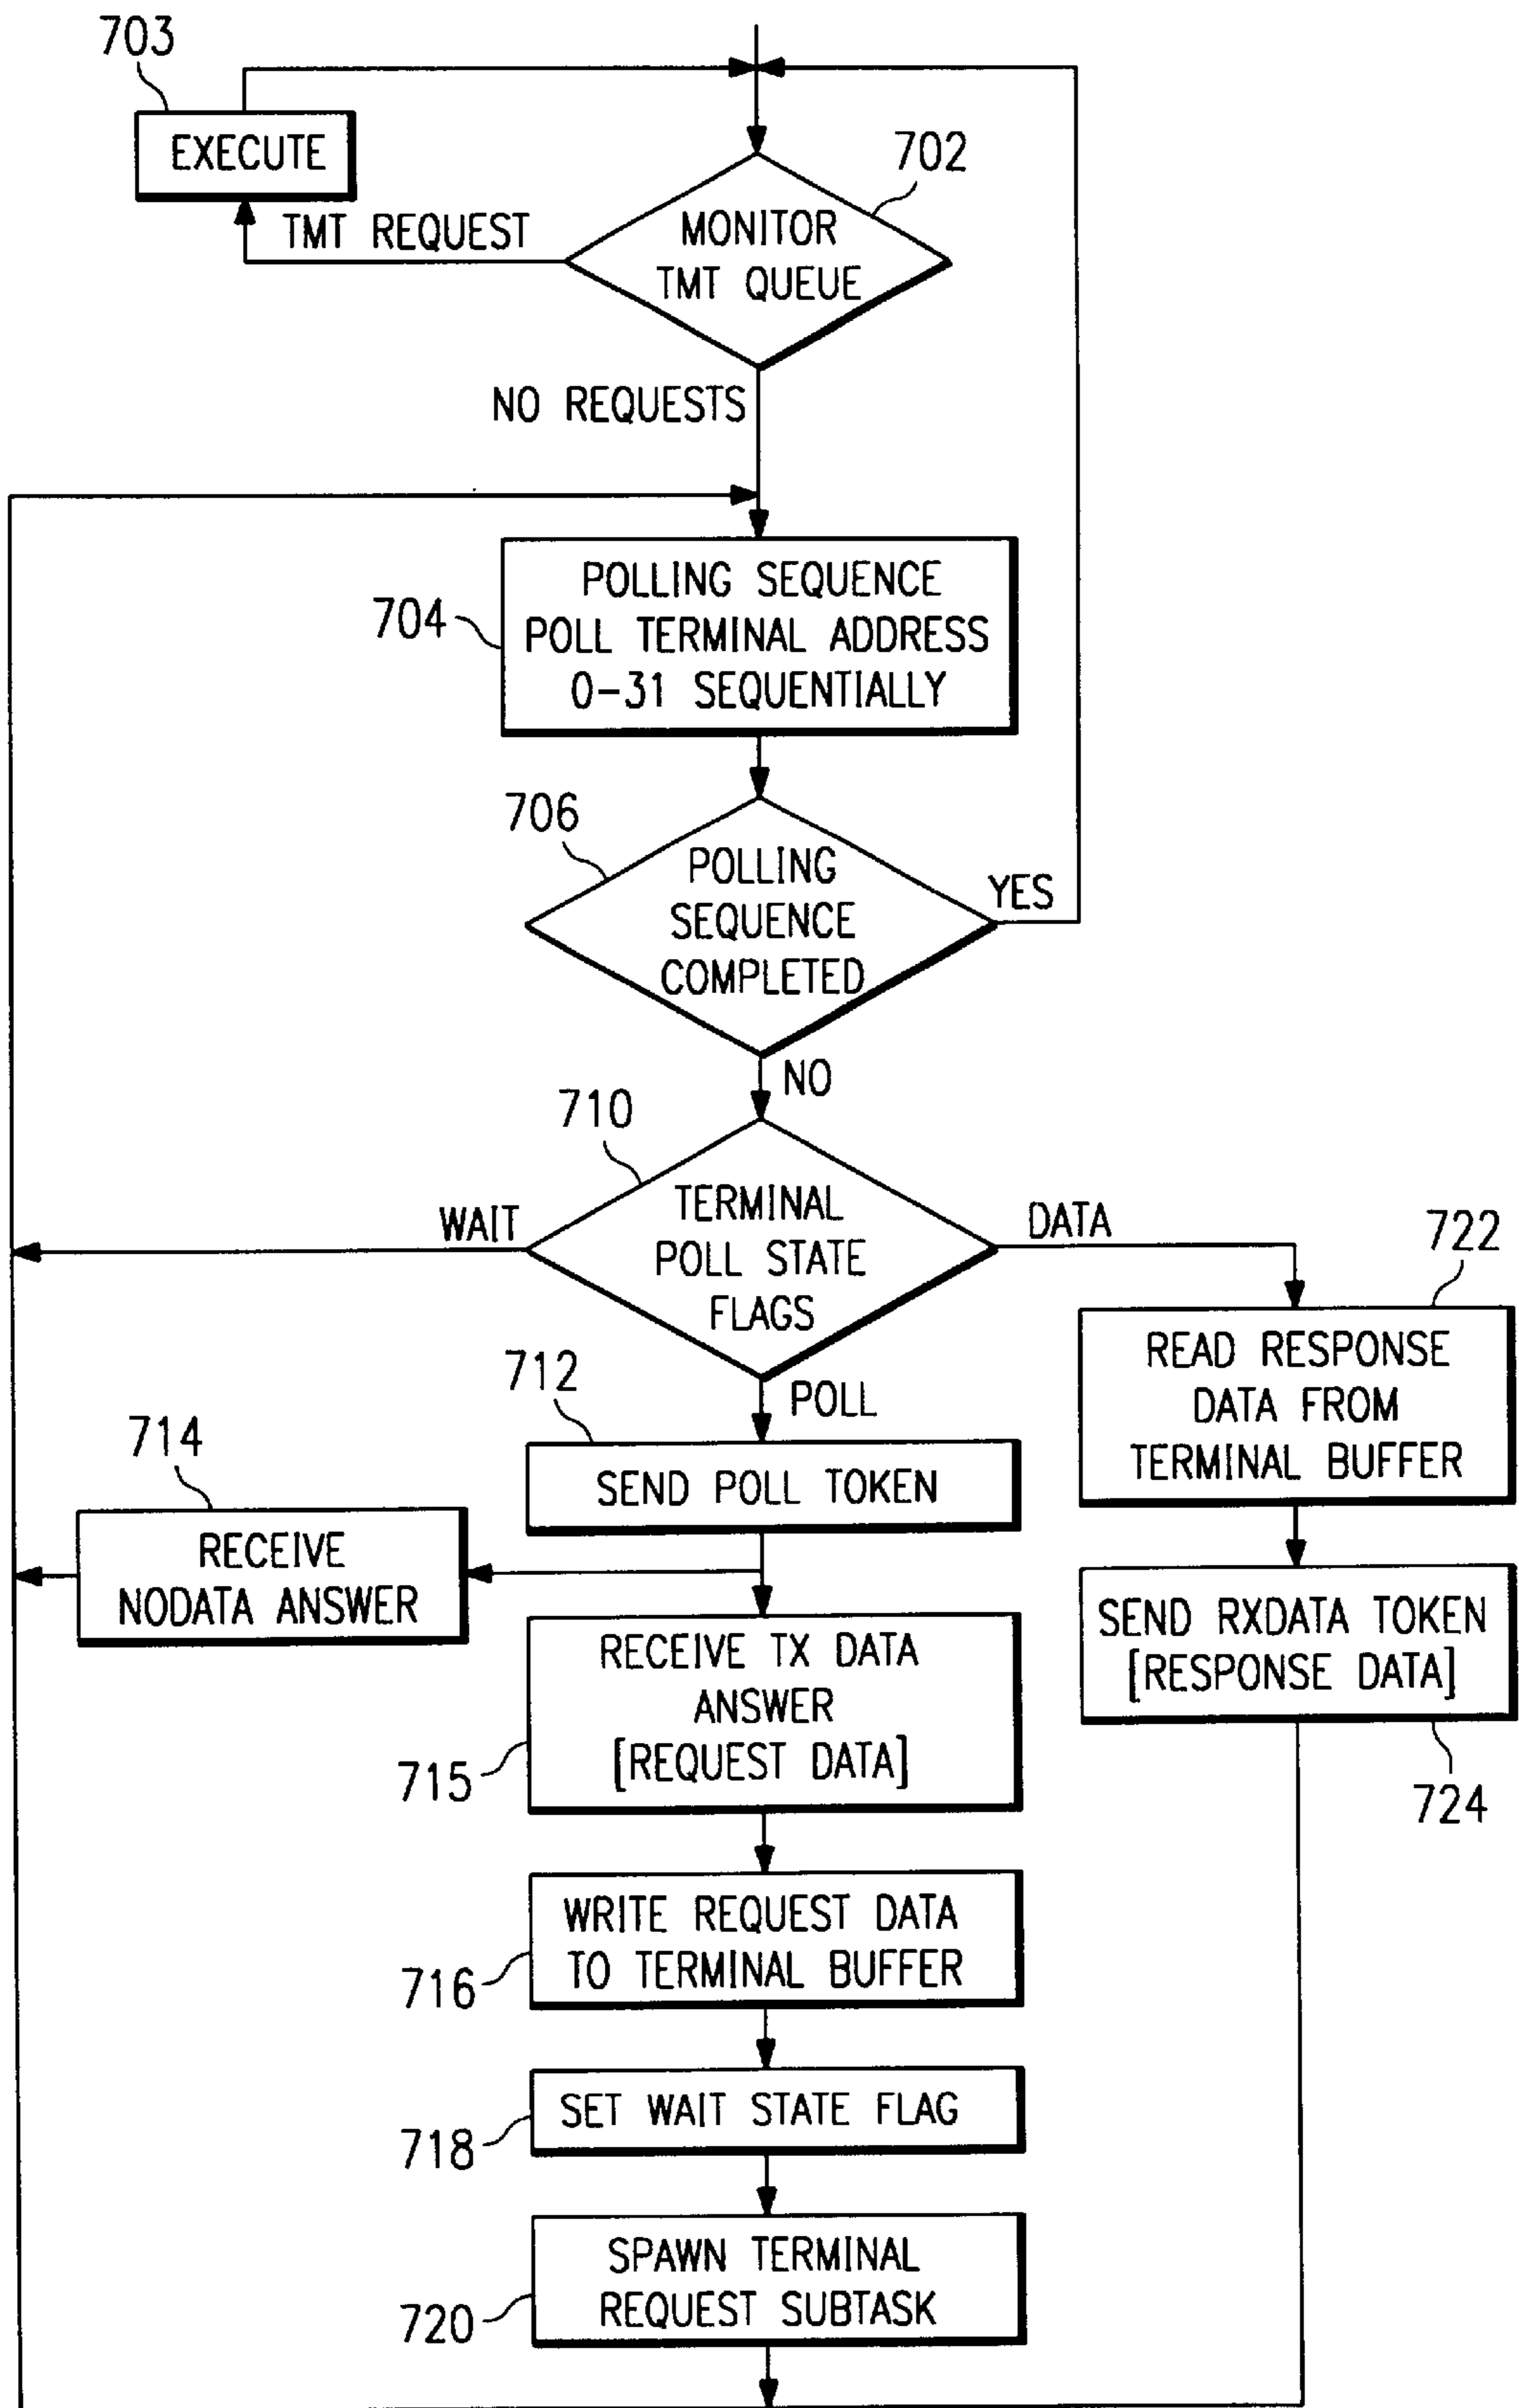 703
EXECUTE
702
TMT REQUEST
MONITOR
TMT QUEUE
NO REQUESTS
704
POLLING SEQUENCE
POLL TERMINAL ADDRESS
0-31 SEQUENTIALLY
706
POLLING
SEQUENCE
COMPLETED
YES
NO
710
TERMINAL
POLL STATE
FLAGS
WAIT
DATA
722
READ RESPONSE
DATA FROM
TERMINAL BUFFER
POLL
712
SEND POLL TOKEN
714
RECEIVE
NODATA ANSWER
SEND RXDATA TOKEN
[RESPONSE DATA]
724
RECEIVE TX DATA
ANSWER
[REQUEST DATA]
715
WRITE REQUEST DATA
TO TERMINAL BUFFER
716
SET WAIT STATE FLAG
718
SPAWN TERMINAL
REQUEST SUBTASK
720